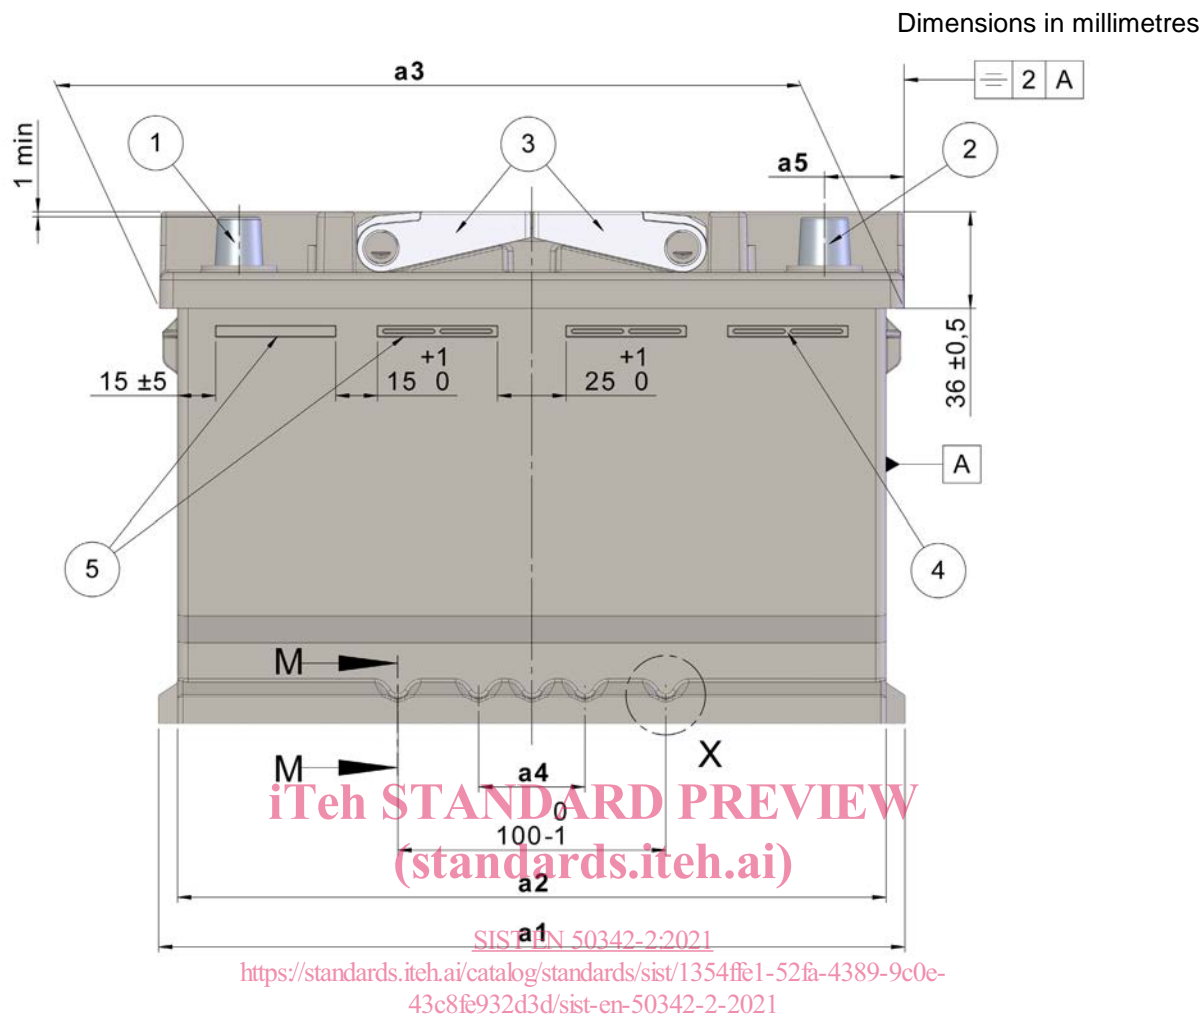 Dimensions in millimetres
a3
2 A
1 min
1
3
2
a5
36 ±0,5
15 ±5
+1
15 0
+1
25 0
A
5
4
M
X
M
a4
iTeh STANDARD PREVIEW
0
100-1
(standards.iteh.ai)
a2
a1
SIST EN 50342-2:2021
https://standards.iteh.ai/catalog/standards/sist/1354ffe1-52fa-4389-9c0e-
43c8fe932d3d/sist-en-50342-2-2021